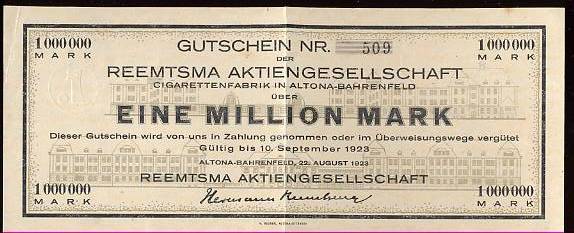 1 000 000
MARK
GUTSCHEIN NR. 509
1 000 000
MARK
DER
REEMTSMA AKTIENGESELLSCHAFT
CIGARETTENFABRIK IN ALTONA-BAHRENFELD
ÜBER
EINE MILLION MARK
Dieser Gutschein wird von uns in Zahlung genommen oder im Überweisungswege vergütet
Gültig bis 10. September 1923
ALTONA-BAHRENFELD, 22. AUGUST 1923
REEMTSMA AKTIENGESELLSCHAFT
1 000 000
MARK
1 000 000
MARK